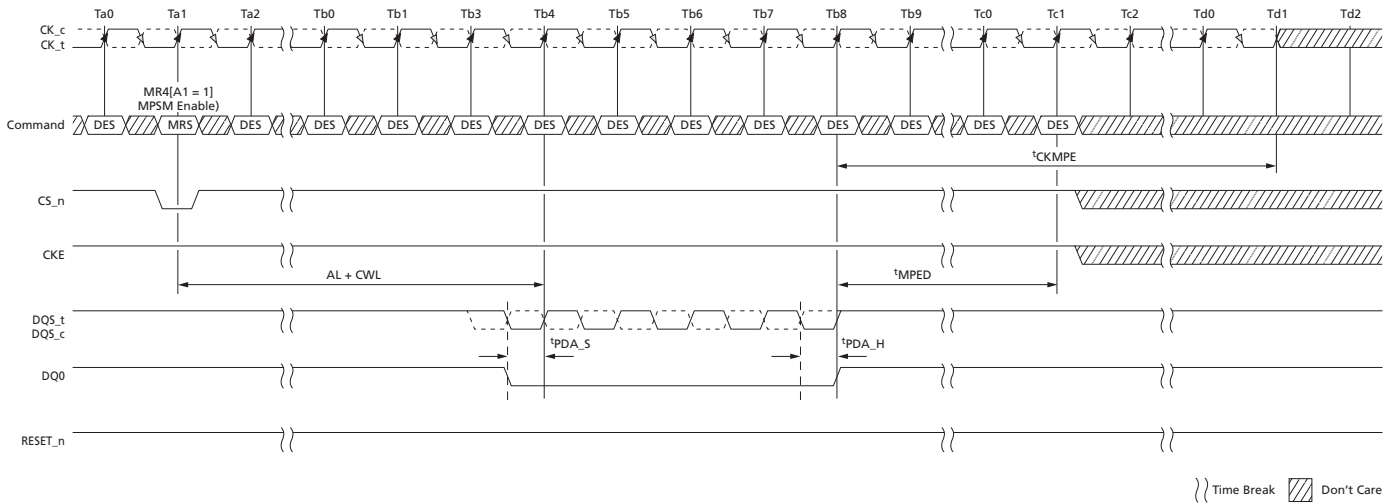 Ta0 Ta1 Ta2 Tb0 Tb1 Tb2 Tb3 Tb4 Tb5 Tb6 Tb7 Tb8 Tb9 Tc0 Tc1 Tc2 Td0 Td1 Td2
CK_c
CK_t
MR4[A1 = 1]
MPSM Enable)
Command DES MRS DES DES DES DES DES DES DES DES DES DES DES DES
tCKMPE
CS_n
CKE
AL + CWL tMPED
DQS_t
DQS_c
tPDA_S tPDA_H
DQ0
RESET_n
Time Break Don't Care